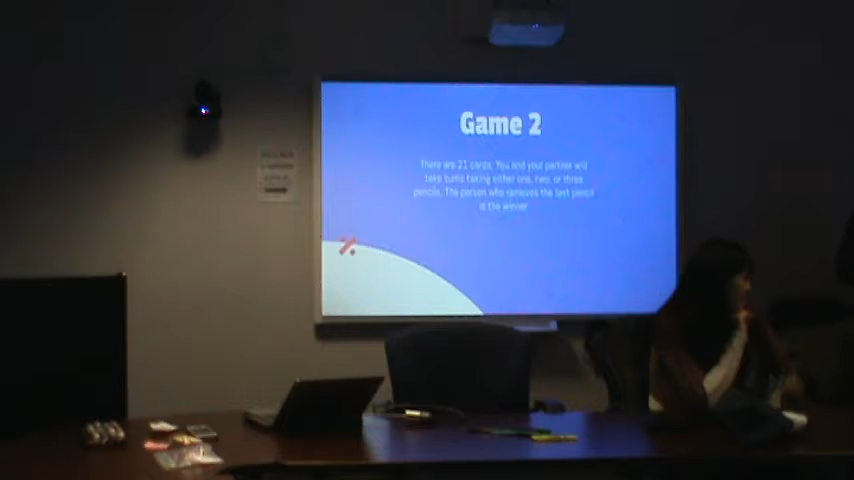 Game 2
There are 21 cards. You and your partner will
take turns taking either one, two, or three
pencils. The person who removes the last pencil
is the winner